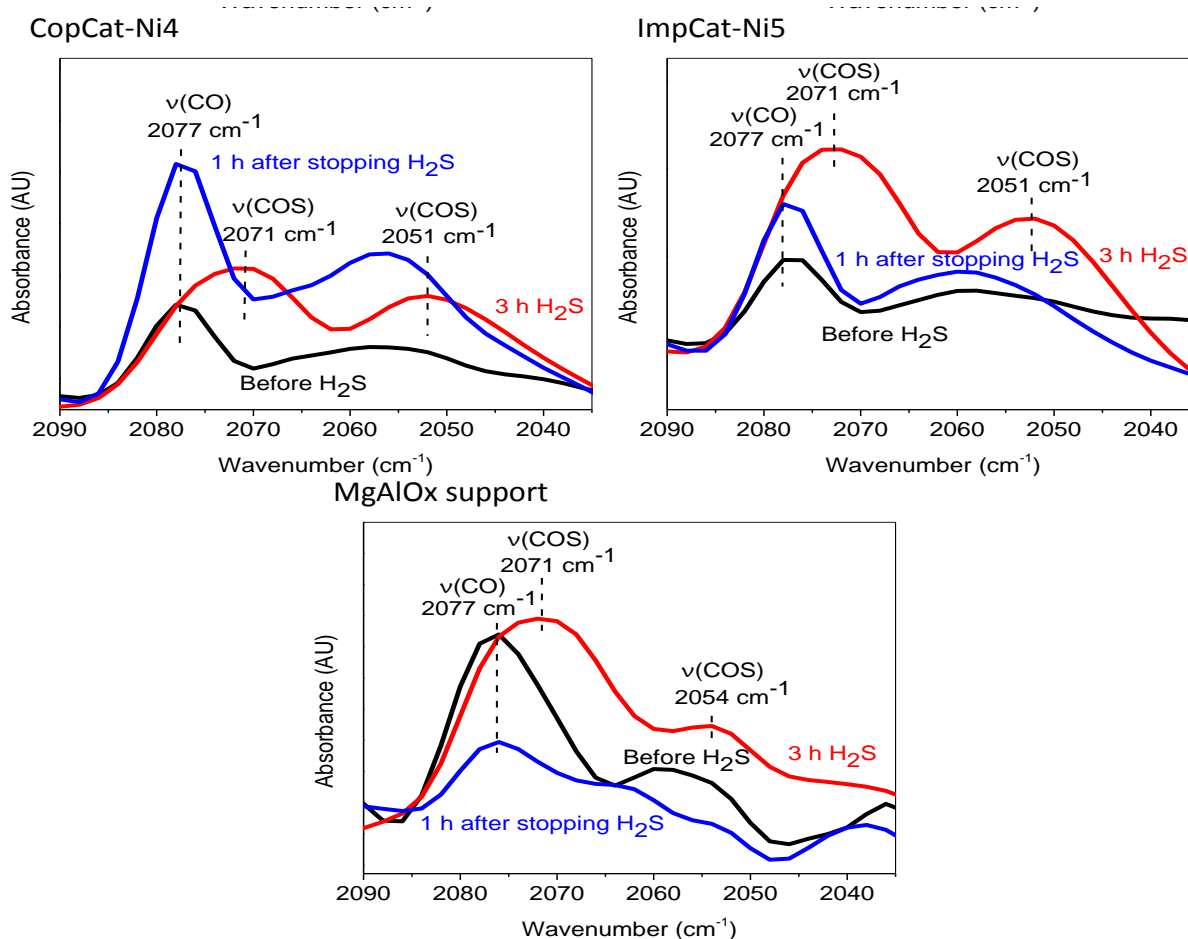 CopCat-Ni4
ν(CO)
2077 cm-1
1 h after stopping H2S
ν(COS)
2071 cm-1
ν(COS)
2051 cm-1
3 h H2S
Before H2S
Absorbance (AU)
2090 2080 2070 2060 2050 2040
Wavenumber (cm-1)
ImpCat-Ni5
ν(COS)
2071 cm-1
ν(CO)
2077 cm-1
ν(COS)
2051 cm-1
1 h after stopping H2S
3 h H2S
Before H2S
Absorbance (AU)
2090 2080 2070 2060 2050 2040
Wavenumber (cm-1)
MgAlOx support
ν(COS)
2071 cm-1
ν(CO)
2077 cm-1
ν(COS)
2054 cm-1
Before H2S
3 h H2S
1 h after stopping H2S
Absorbance (AU)
2090 2080 2070 2060 2050 2040
Wavenumber (cm-1)